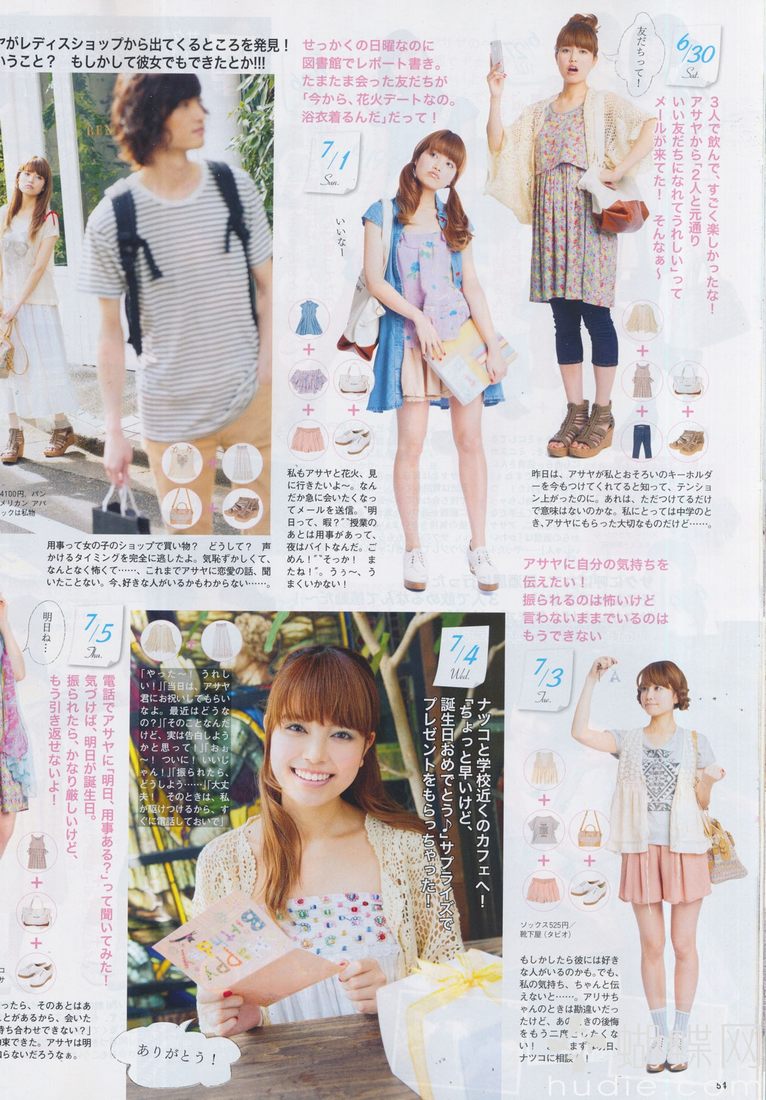 ヤがレディスショップから出てくるところを発見！
いうこと？　もしかして彼女でもできたとか!!!
4100円、パン
メリカン アパ
ックは私物
用事って女の子のショップで買い物？　どうして？　声
かけるタイミングを完全に逃したよ。気恥ずかしくて、
なんとなく怖くて……、これまでアサヤに恋愛の話、聞
いたことない。今、好きな人がいるかもわからない……。
友だちって！
6/30
Sat.
3人で飲んで、すごく楽しかったな！
アサヤから「2人と元通り
いい友だちになれてうれしい」って
メールが来てた！　そんなぁ〜
昨日は、アサヤが私とおそろいのキーホルダ
ーを今もつけてくれてると知って、テンショ
ン上がったのに。あれは、ただつけてるだけ
で意味はないのかな。私にとっては中学のと
き、アサヤにもらった大切なものだけど……。
せっかくの日曜なのに
図書館でレポート書き。
たまたま会った友だちが
「今から、花火デートなの。
浴衣着るんだ」だって！
7/1
Sun.
いいなー
私もアサヤと花火、見
に行きたいよ〜。なん
だか急に会いたくなっ
てメールを送信。“明
日って、暇？”“授業の
あとは用事があって、
夜はバイトなんだ。ご
めん！”“そっか！　ま
たね！”。うぅ〜、う
まくいかない！
アサヤに自分の気持ちを
伝えたい！
振られるのは怖いけど
言わないままでいるのは
もうできない
7/3
Tue.
ソックス525円／
靴下屋（タビオ）
もしかしたら彼には好き
な人がいるのかも。でも、
私の気持ち、ちゃんと伝
えないと……。アリサち
ゃんのときは勘違いだっ
たけど、あのときの後悔
をもう二度としたくな
い！
ナツコに相談！
7/4
Wed.
ナツコと学校近くのカフェへ！
「ちょっと早いけど、
誕生日おめでとう♪」サプライズで
プレゼントをもらっちゃった！
「やった〜！　うれし
い！」「当日は、アサヤ
君にお祝いしてもらい
なよ。最近はどうな
の？」「そのことなんだ
けど、実は告白しよう
かと思って！」「おぉ
〜！　ついに！　いいじ
ゃん！」「振られたら、
どうしよう……」「大丈
夫！　そのときは、私
が駆けつけるから、す
ぐに電話しておいで」
HAPPY
Birthday
ありがとう！
7/5
Thu.
明日ね…
電話でアサヤに「明日、用事ある？」って聞いてみた！
気づけば、明日が誕生日。
振られたら、かなり厳しいけど、
もう引き返せないよ！
ったら、そのあとはあ
ことがあるから、会いた
ち合わせできない？」
束できた。アサヤは明
知らないだろうなぁ。
54
蝴蝶网
hudie.com